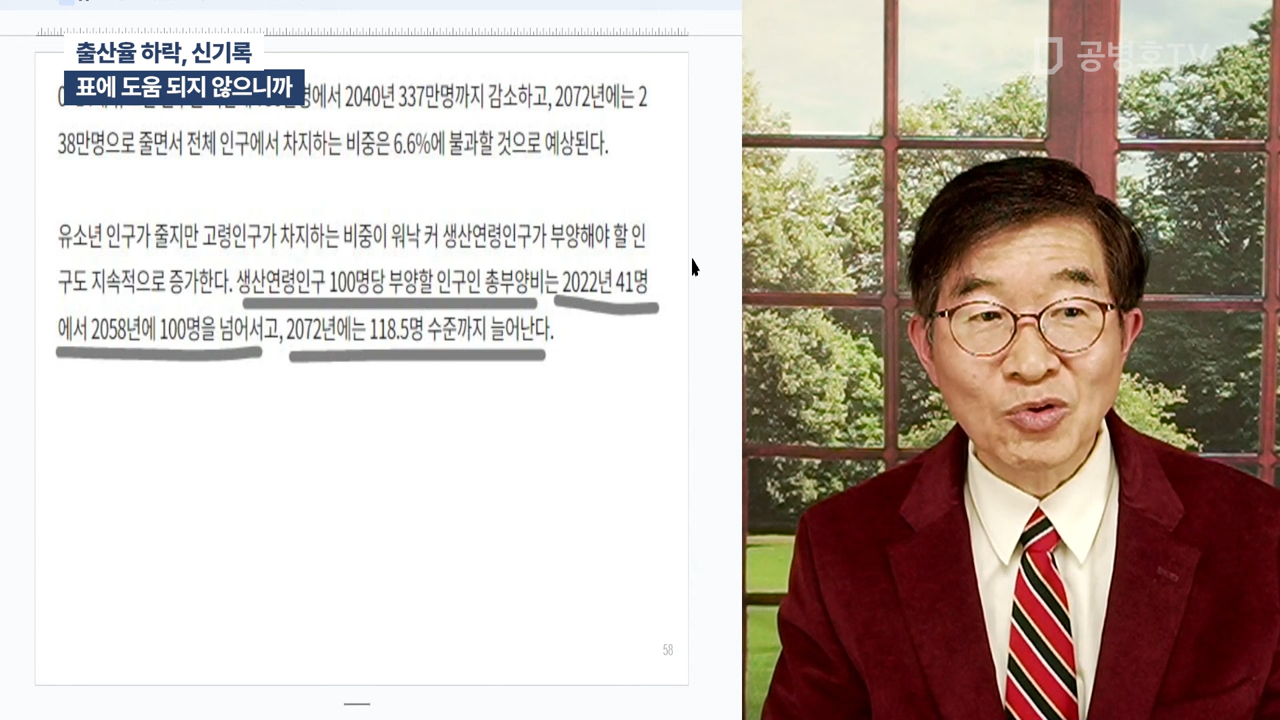 출산율 하락, 신기록
표에 도움 되지 않으니까
명에서 2040년 337만명까지 감소하고, 2072년에는 2
38만명으로 줄면서 전체 인구에서 차지하는 비중은 6.6%에 불과할 것으로 예상된다.
유소년 인구가 줄지만 고령인구가 차지하는 비중이 워낙 커 생산연령인구가 부양해야 할 인
구도 지속적으로 증가한다. 생산연령인구 100명당 부양할 인구인 총부양비는 2022년 41명
에서 2058년에 100명을 넘어서고, 2072년에는 118.5명 수준까지 늘어난다.
58
공병호TV